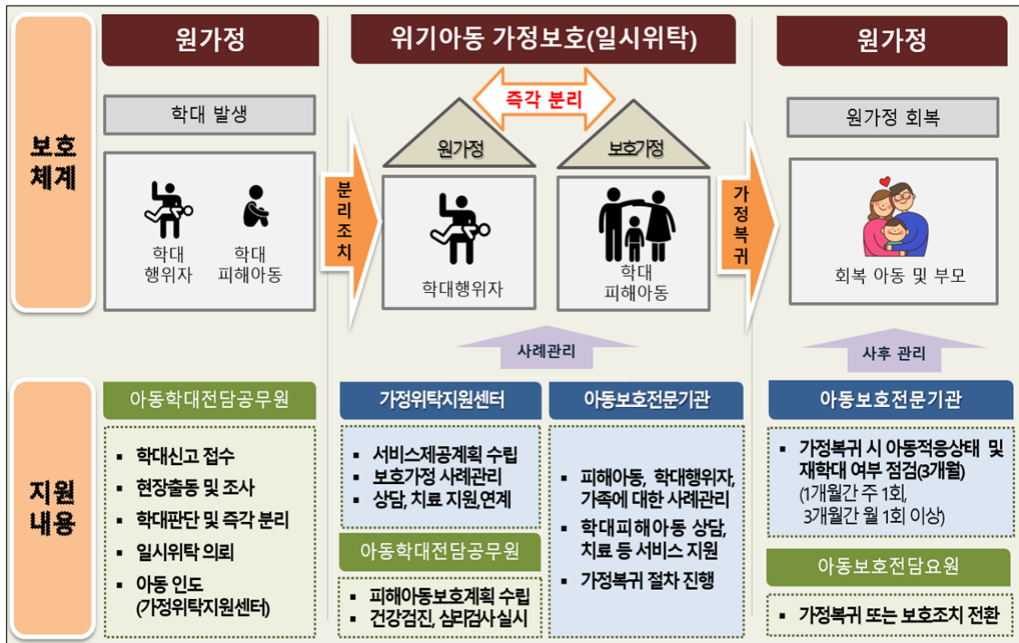 원가정
위기아동 가정보호(일시위탁)
원가정
보호
체계
학대 발생
학대
행위자
학대
피해아동
분리조치
즉각 분리
원가정
보호가정
학대행위자
학대
피해아동
가정복귀
원가정 회복
회복 아동 및 부모
사례관리
사후 관리
지원
내용
아동학대전담공무원
▪ 학대신고 접수
▪ 현장출동 및 조사
▪ 학대판단 및 즉각 분리
▪ 일시위탁 의뢰
▪ 아동 인도
(가정위탁지원센터)
가정위탁지원센터
▪ 서비스제공계획 수립
▪ 보호가정 사례관리
▪ 상담, 치료 지원,연계
아동학대전담공무원
▪ 피해아동보호계획 수립
▪ 건강검진, 심리검사 실시
아동보호전문기관
▪ 피해아동, 학대행위자,
가족에 대한 사례관리
▪ 학대피해아동 상담,
치료 등 서비스 지원
▪ 가정복귀 절차 진행
아동보호전문기관
▪ 가정복귀 시 아동적응상태 및
재학대 여부 점검(3개월)
(1개월간 주 1회,
3개월간 월 1회 이상)
아동보호전담요원
▪ 가정복귀 또는 보호조치 전환